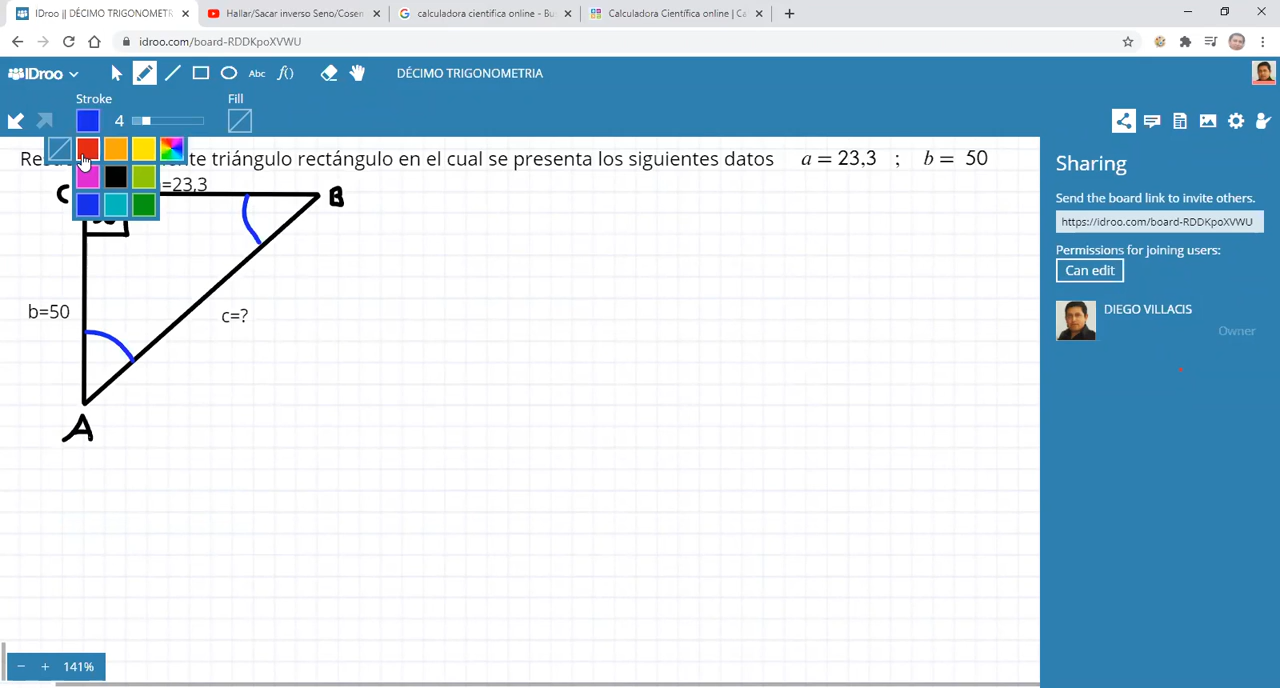 IDroo || DÉCIMO TRIGONOMETR
Hallar/Sacar inverso Seno/Cosen
calculadora cientifica online - Bu
Calculadora Científica online | Ca
idroo.com/board-RDDKpoXVWU
IDroo
Abc
f()
DÉCIMO TRIGONOMETRIA
Stroke
Fill
4
Sharing
Send the board link to invite others.
https://idroo.com/board-RDDKpoXVWU
Permissions for joining users:
Can edit
DIEGO VILLACIS
Owner
triángulo rectángulo en el cual se presenta los siguientes datos a = 23,3 ; b = 50
=23,3
C
B
b=50
c=?
A
141%